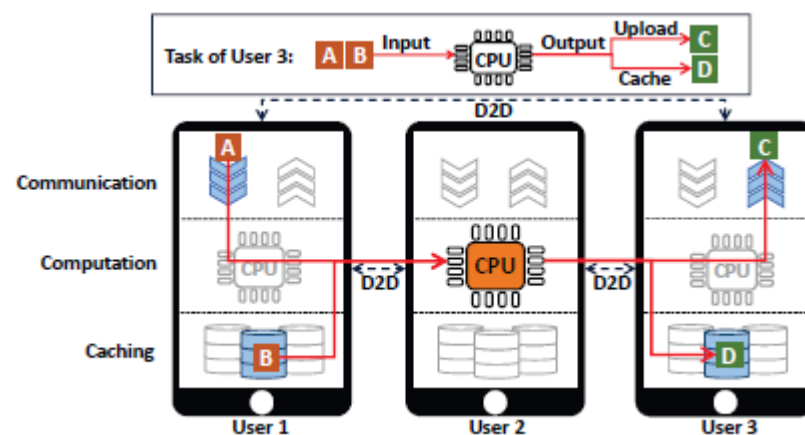 Task of User 3:
A B
Input
CPU
Output
Upload
C
Cache
D
D2D
A
C
Communication
Computation
CPU
D2D
CPU
D2D
CPU
Caching
B
D
User 1
User 2
User 3